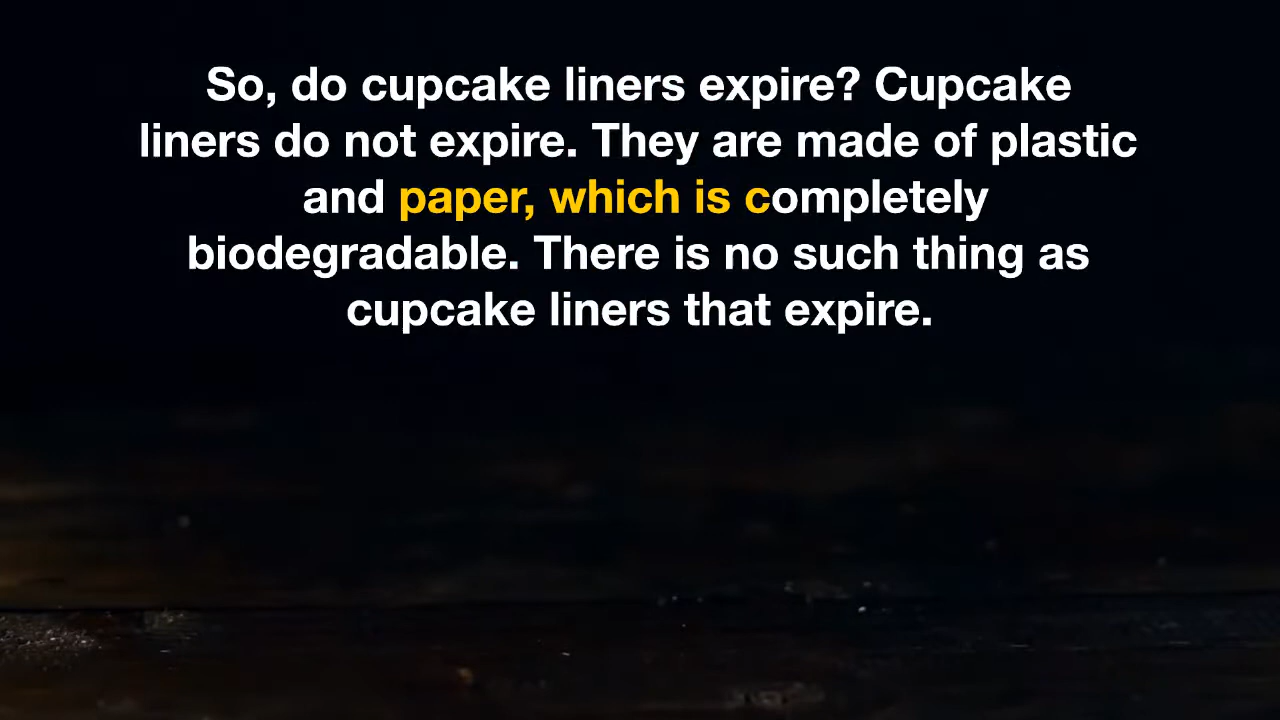 So, do cupcake liners expire? Cupcake
liners do not expire. They are made of plastic
and paper, which is completely
biodegradable. There is no such thing as
cupcake liners that expire.